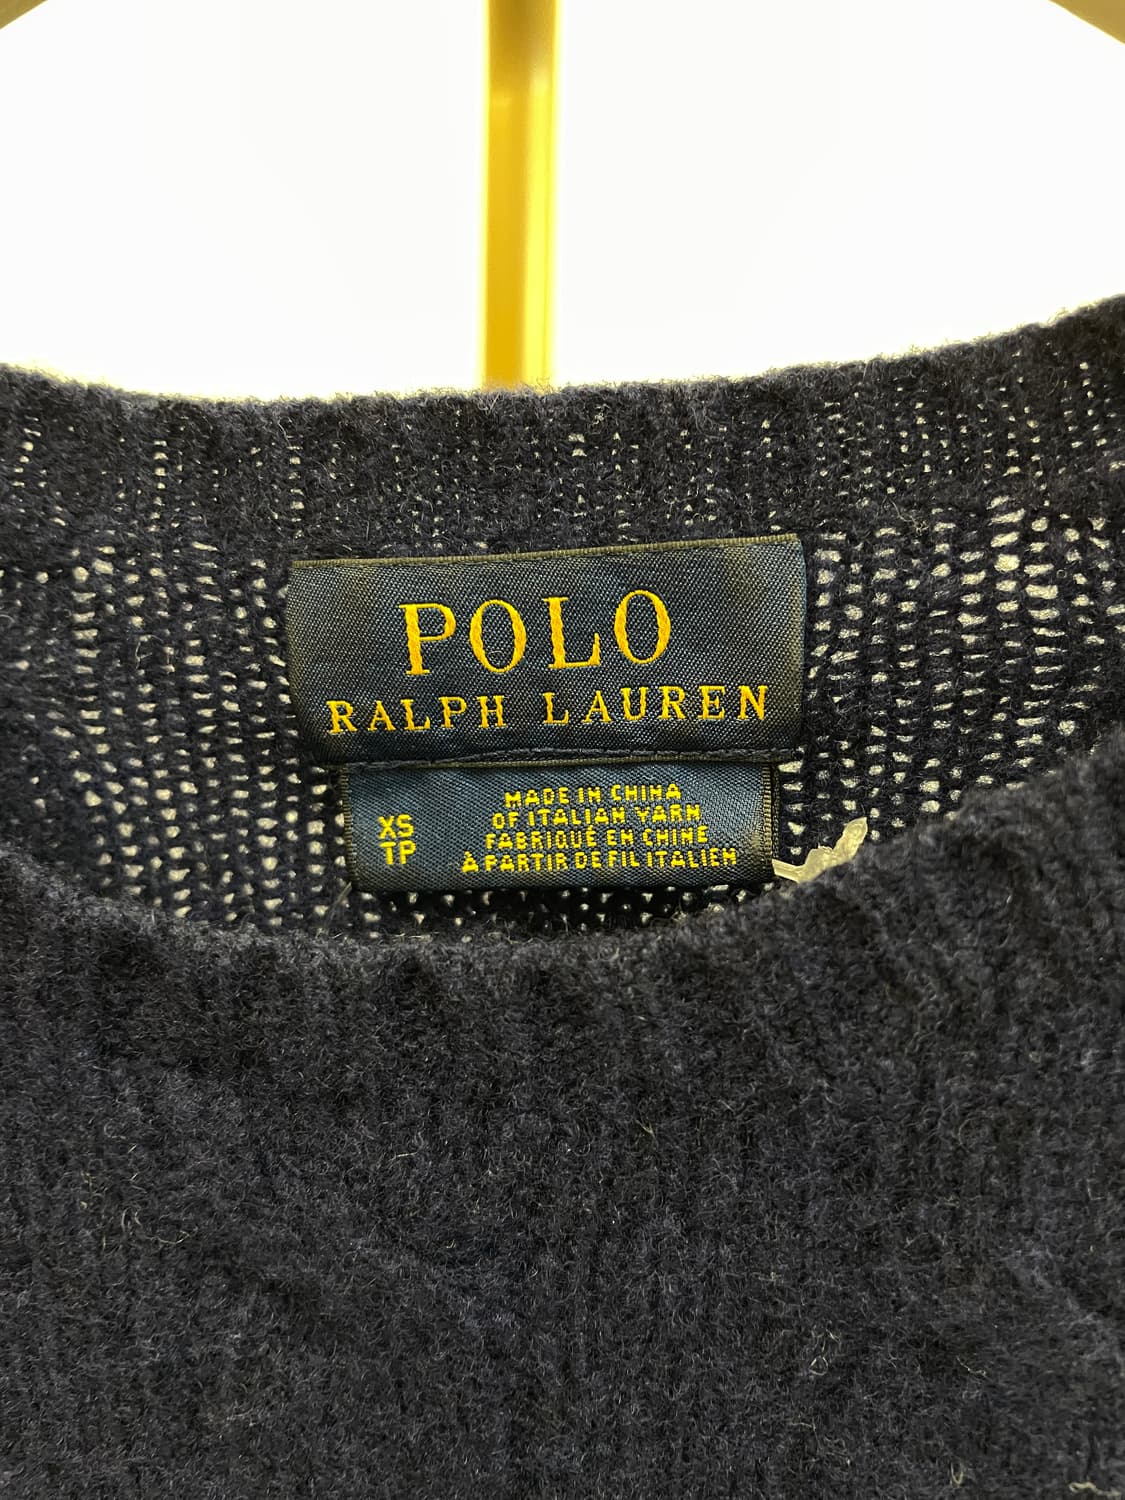 POLO
RALPH LAUREN
XS
TP
MADE IN CHINA
OF ITALIAN YARN
FABRIQUÉ EN CHINE
À PARTIR DE FIL ITALIEN